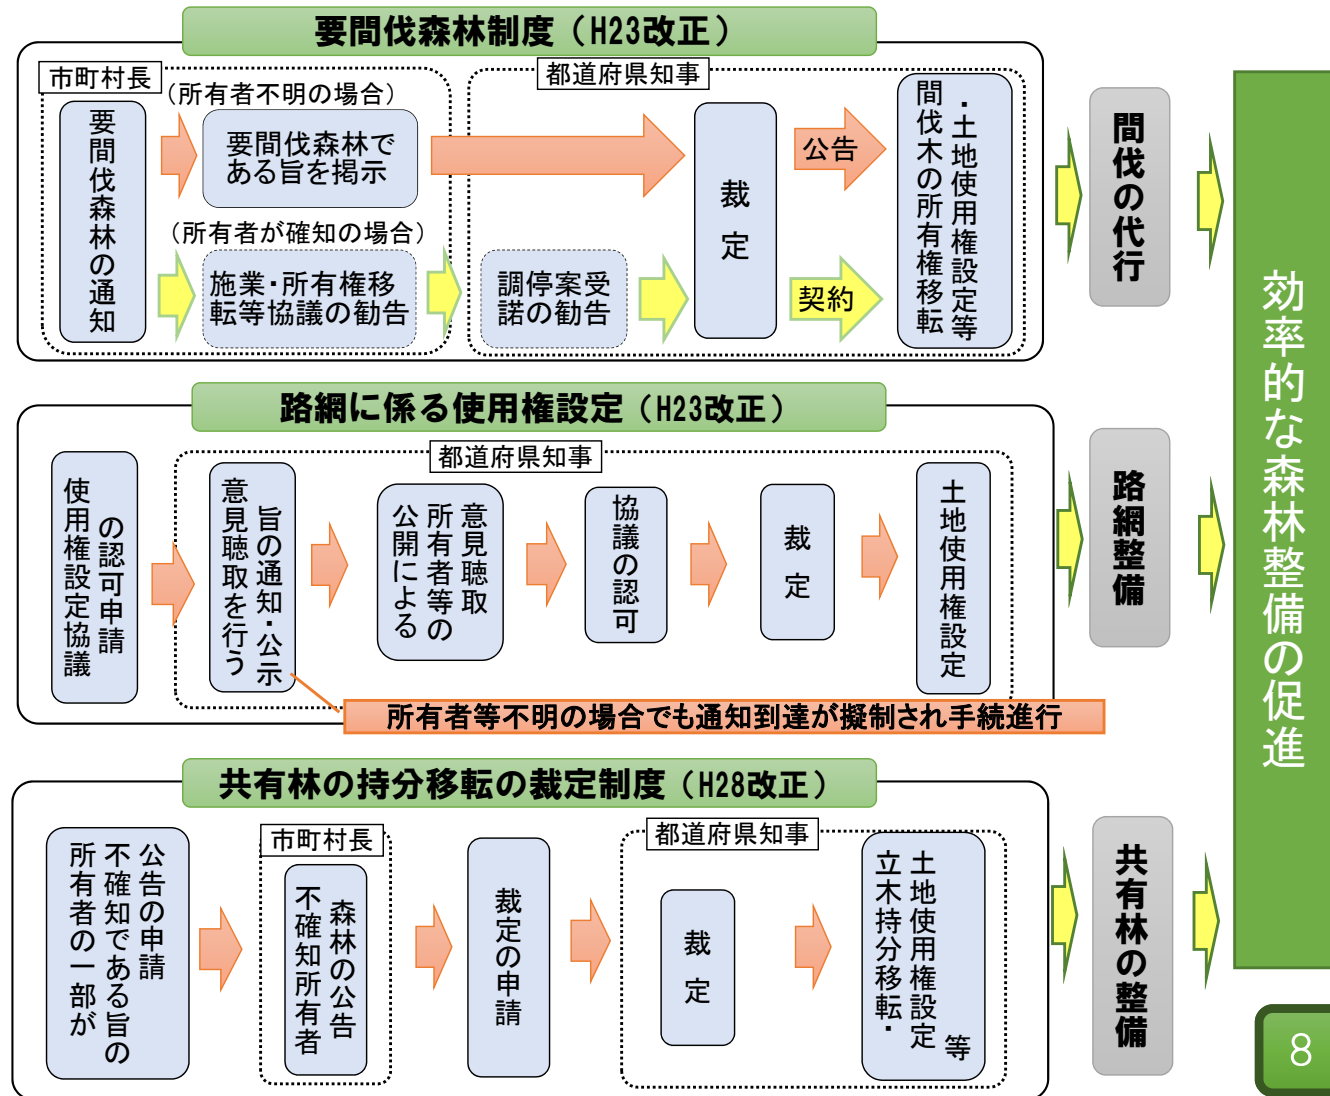 要間伐森林制度（H23改正）
市町村長
要間伐森林の通知
（所有者不明の場合）
要間伐森林で
ある旨を掲示
（所有者が確知の場合）
施業・所有権移
転等協議の勧告
都道府県知事
調停案受
諾の勧告
裁定
公告
契約
・土地使用権設定等
間伐木の所有権移転
間伐の代行
路網に係る使用権設定（H23改正）
使用権設定協議
の認可申請
都道府県知事
意見聴取を行う
旨の通知・公示
公開による
所有者等の
意見聴取
協議の認可
裁定
土地使用権設定
所有者等不明の場合でも通知到達が擬制され手続進行
路網整備
共有林の持分移転の裁定制度（H28改正）
所有者の一部が
不確知である旨の
公告の申請
市町村長
不確知所有者
森林の公告
裁定の申請
都道府県知事
裁定
立木持分移転・
土地使用権設定
等
共有林の整備
効率的な森林整備の促進
8